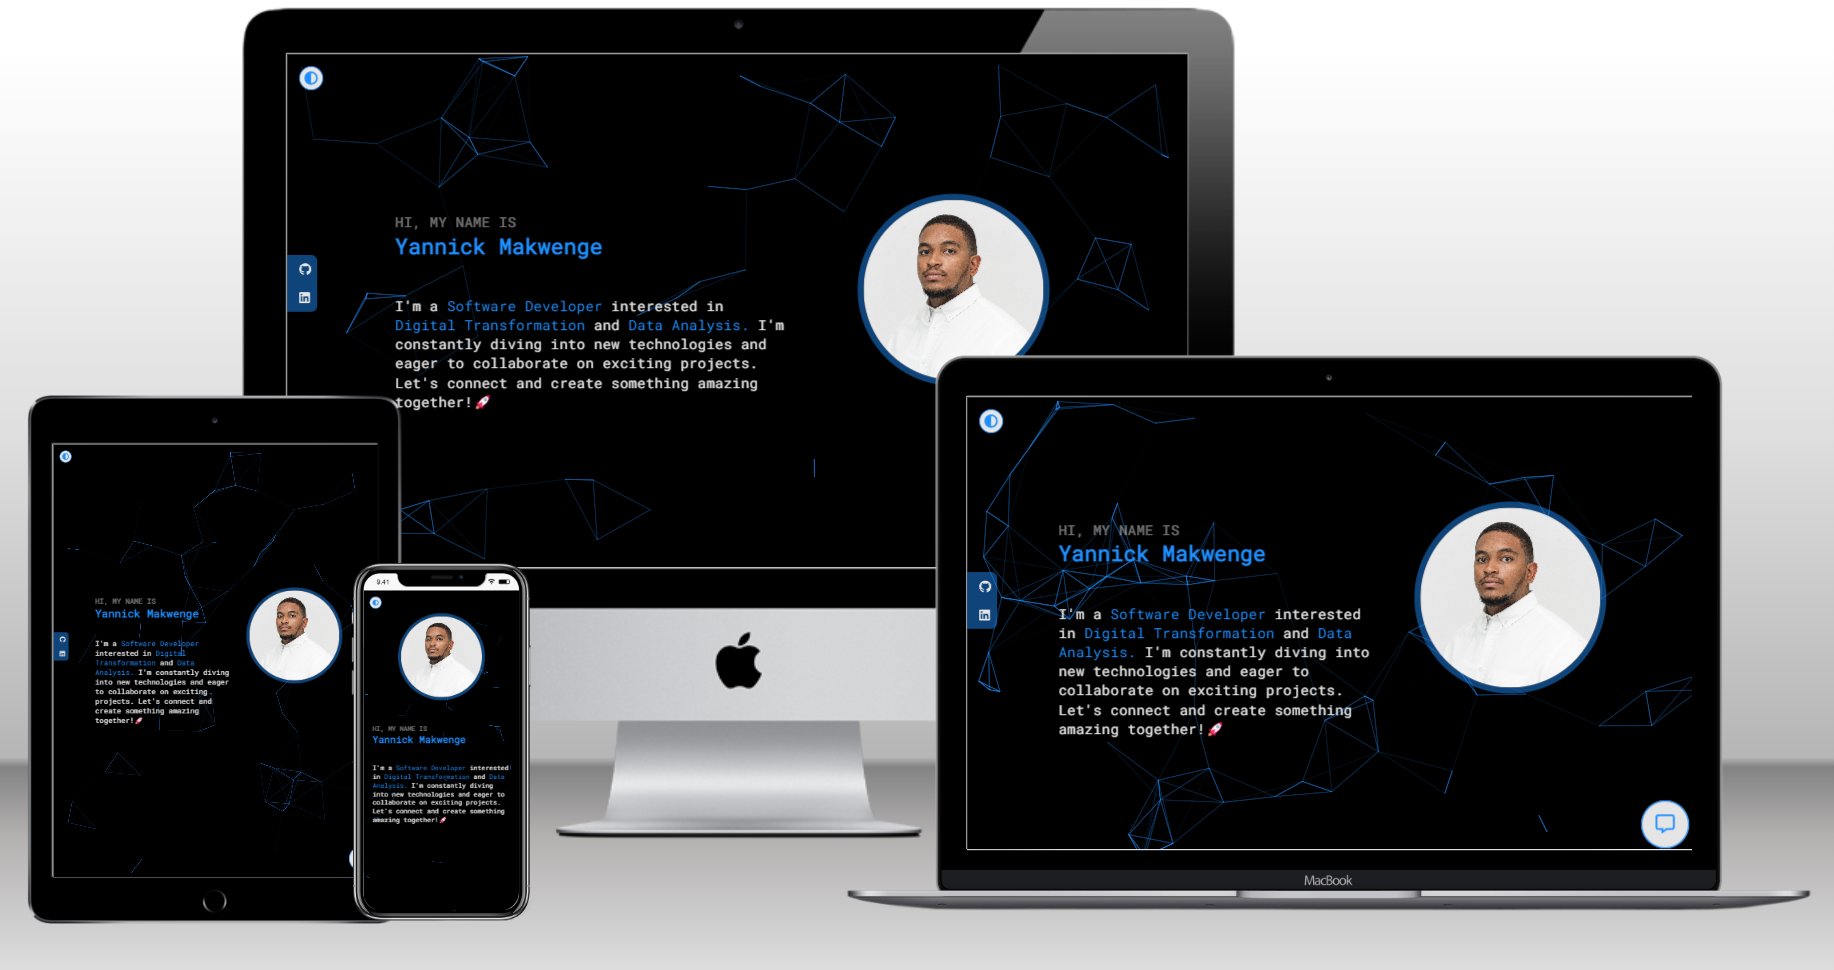 HI, MY NAME IS
Yannick Makwenge
I'm a Software Developer interested in
Digital Transformation and Data Analysis. I'm
constantly diving into new technologies and
eager to collaborate on exciting projects.
Let's connect and create something amazing
together!🚀
HI, MY NAME IS
Yannick Makwenge
I'm a Software Developer
interested in Digital
Transformation and Data
Analysis. I'm constantly diving
into new technologies and eager
to collaborate on exciting
projects. Let's connect and
create something amazing
together!🚀
9:41
HI, MY NAME IS
Yannick Makwenge
I'm a Software Developer interested
in Digital Transformation and Data
Analysis. I'm constantly diving
into new technologies and eager to
collaborate on exciting projects.
Let's connect and create something
amazing together!🚀
HI, MY NAME IS
Yannick Makwenge
I'm a Software Developer interested
in Digital Transformation and Data
Analysis. I'm constantly diving into
new technologies and eager to
collaborate on exciting projects.
Let's connect and create something
amazing together!🚀
MacBook